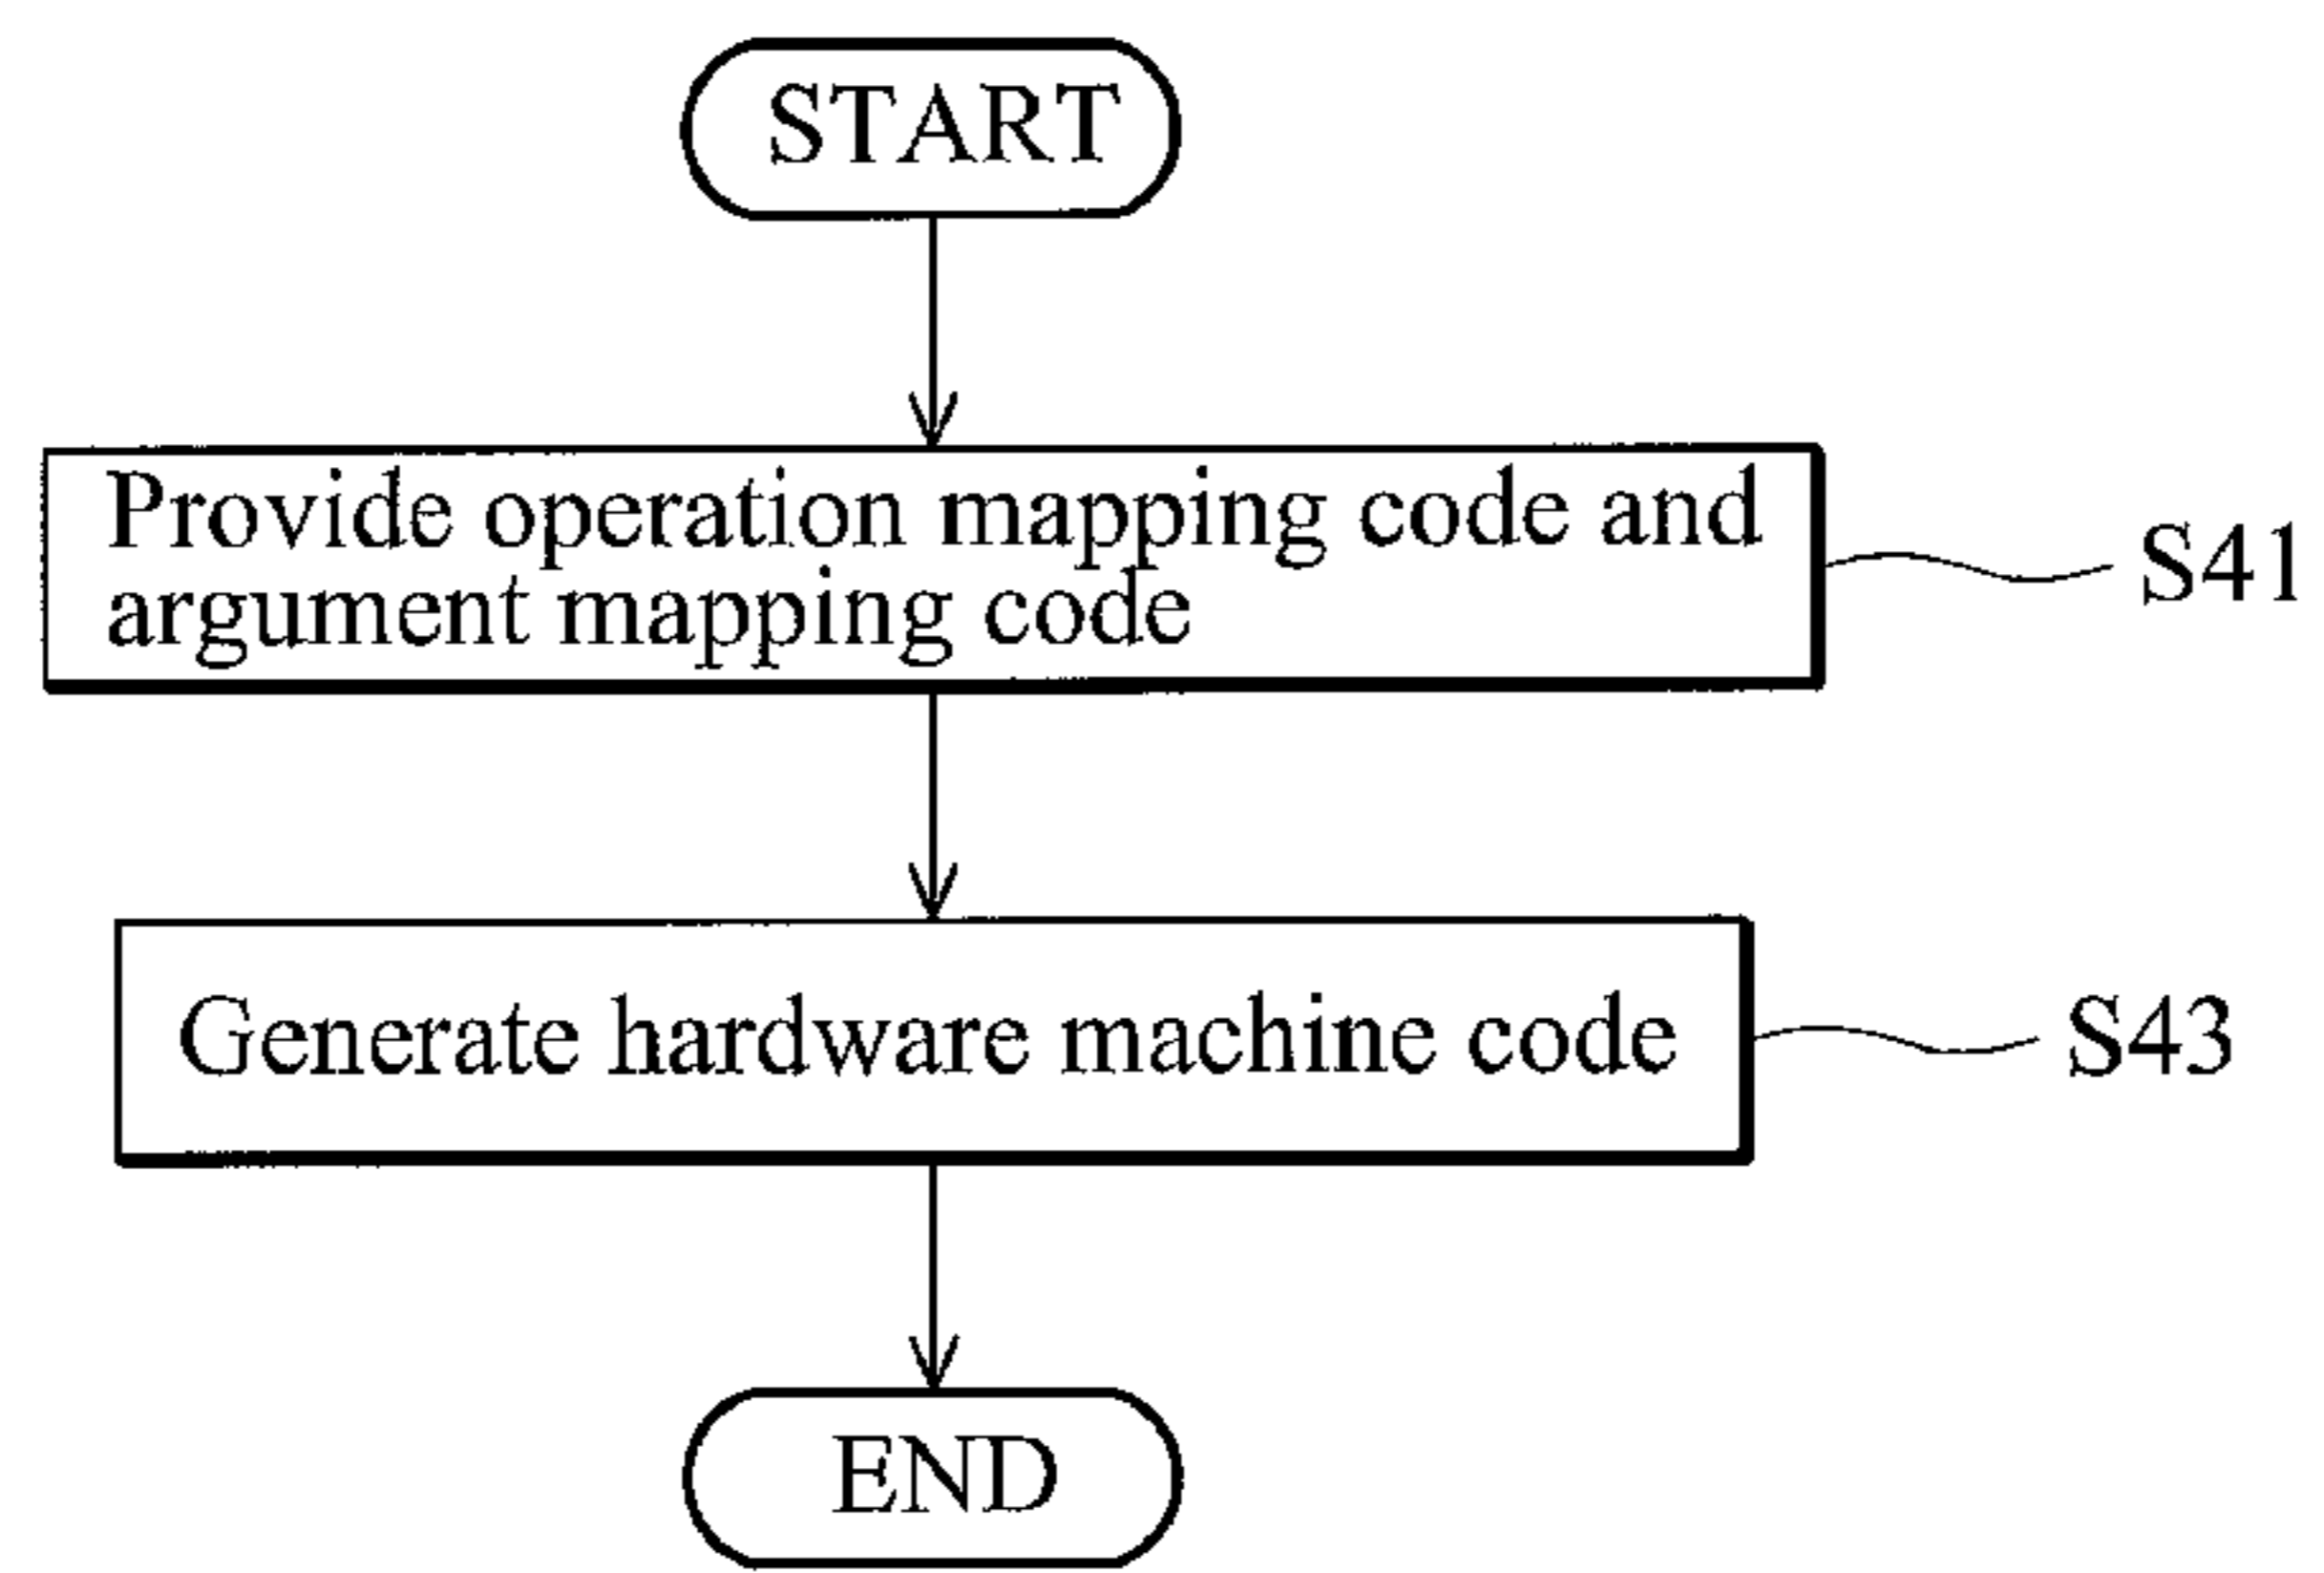 START
Provide operation mapping code and
argument mapping code
S41
Generate hardware machine code
S43
END